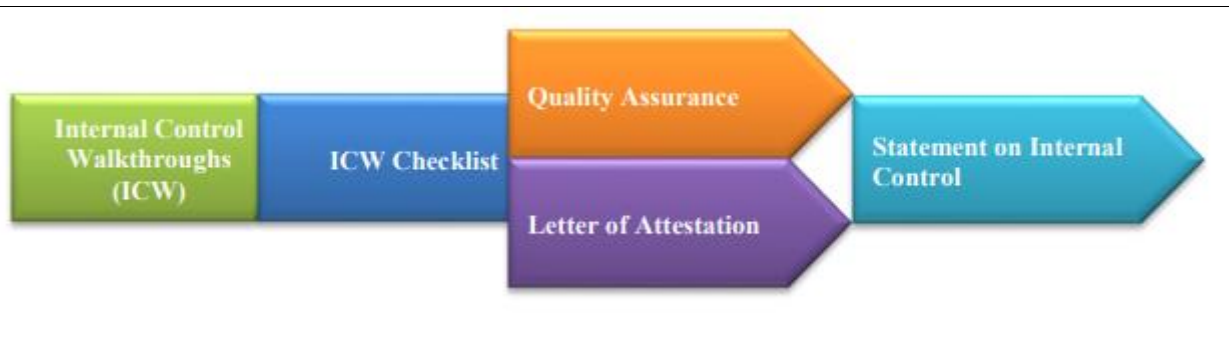 Internal Control
Walkthroughs
(ICW)
ICW Checklist
Quality Assurance
Letter of Attestation
Statement on Internal
Control